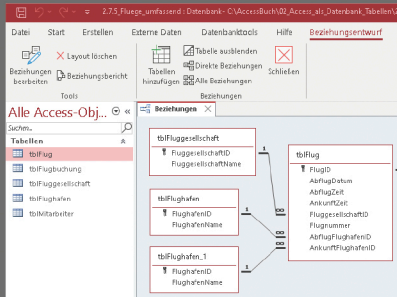 2.7.5_Fluege_umfassend : Datenbank - C:\AccessBuch\02_Access_als_Datenbank_Tabellen\2
Datei Start Erstellen Externe Daten Datenbanktools Hilfe Beziehungsentwurf
Beziehungen bearbeiten
Layout löschen
Beziehungsbericht
Tools
Tabellen hinzufügen
Tabelle ausblenden
Direkte Beziehungen
Alle Beziehungen
Beziehungen
Schließen
Alle Access-Obj...
Suchen...
Tabellen
tblFlug
tblFlugbuchung
tblFluggesellschaft
tblFlughafen
tblMitarbeiter
Beziehungen
tblFluggesellschaft
FluggesellschaftID
FluggesellschaftName
1
tblFlughafen
FlughafenID
FlughafenName
1
tblFlughafen_1
FlughafenID
FlughafenName
1
tblFlug
FlugID
AbflugDatum
AbflugZeit
AnkunftZeit
FluggesellschaftID
Flugnummer
AbflugFlughafenID
AnkunftFlughafenID
∞
∞
∞